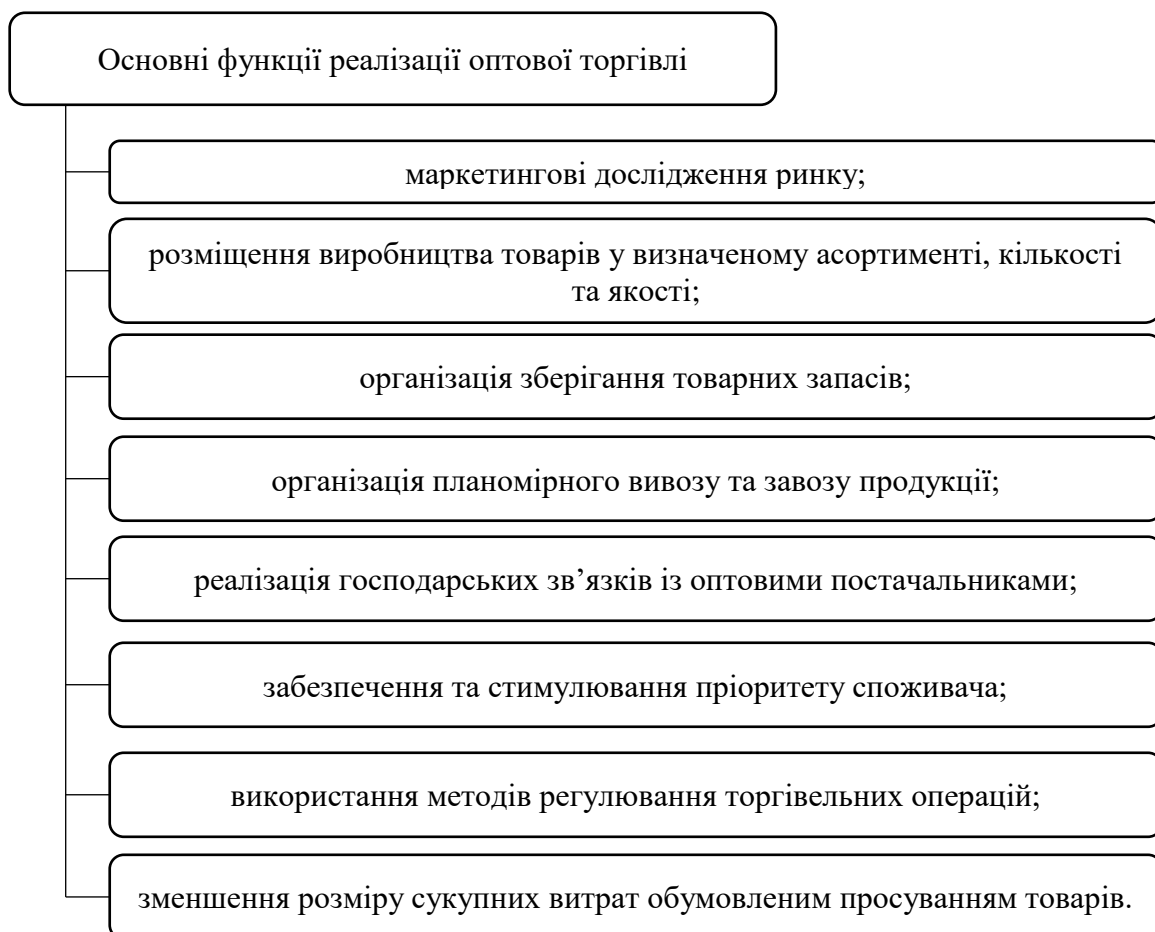 Основні функції реалізації оптової торгівлі
маркетингові дослідження ринку;
розміщення виробництва товарів у визначеному асортименті, кількості
та якості;
організація зберігання товарних запасів;
організація планомірного вивозу та завозу продукції;
реалізація господарських зв’язків із оптовими постачальниками;
забезпечення та стимулювання пріоритету споживача;
використання методів регулювання торгівельних операцій;
зменшення розміру сукупних витрат обумовленим просуванням товарів.